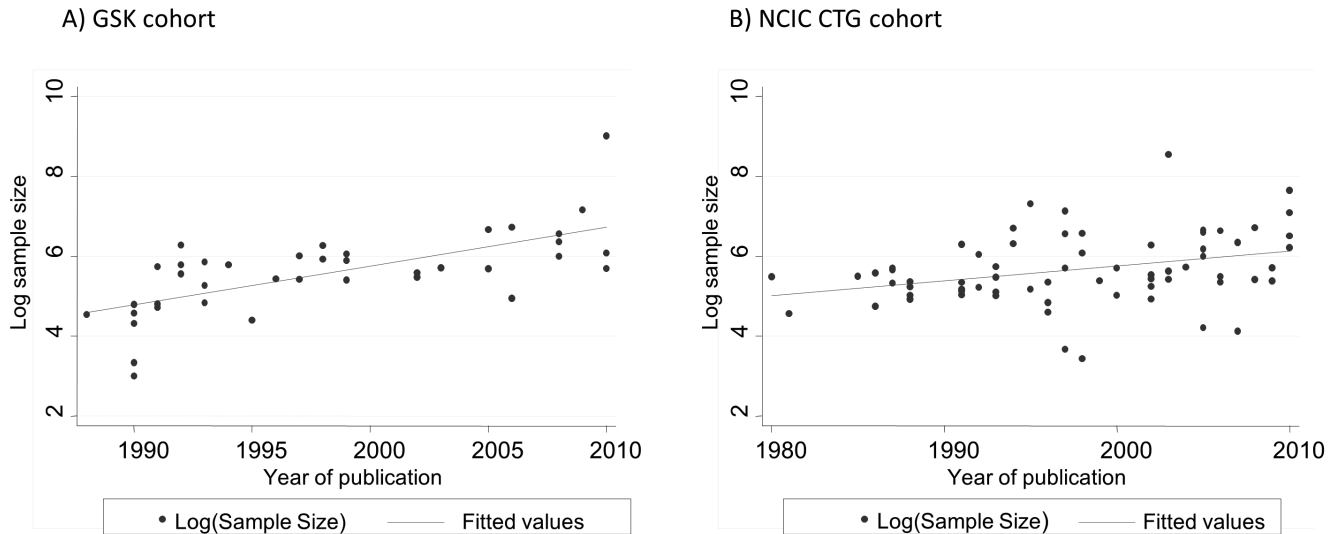 A) GSK cohort
10
8
6
4
2
Log sample size
1990 1995 2000 2005 2010
Year of publication
Log(Sample Size) Fitted values
B) NCIC CTG cohort
10
8
6
4
2
Log sample size
1980 1990 2000 2010
Year of publication
Log(Sample Size) Fitted values